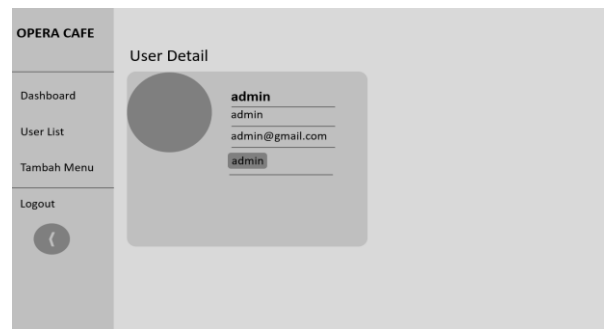 OPERA CAFE
Dashboard
User List
Tambah Menu
Logout
User Detail
admin
admin
admin@gmail.com
admin